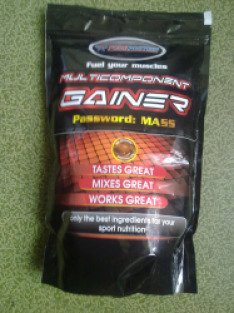 Fuel your muscles
MULTICOMPONENT
GAINER
Password: MASS
TASTES GREAT
MIXES GREAT
WORKS GREAT
only the best ingredients for your
sport nutrition